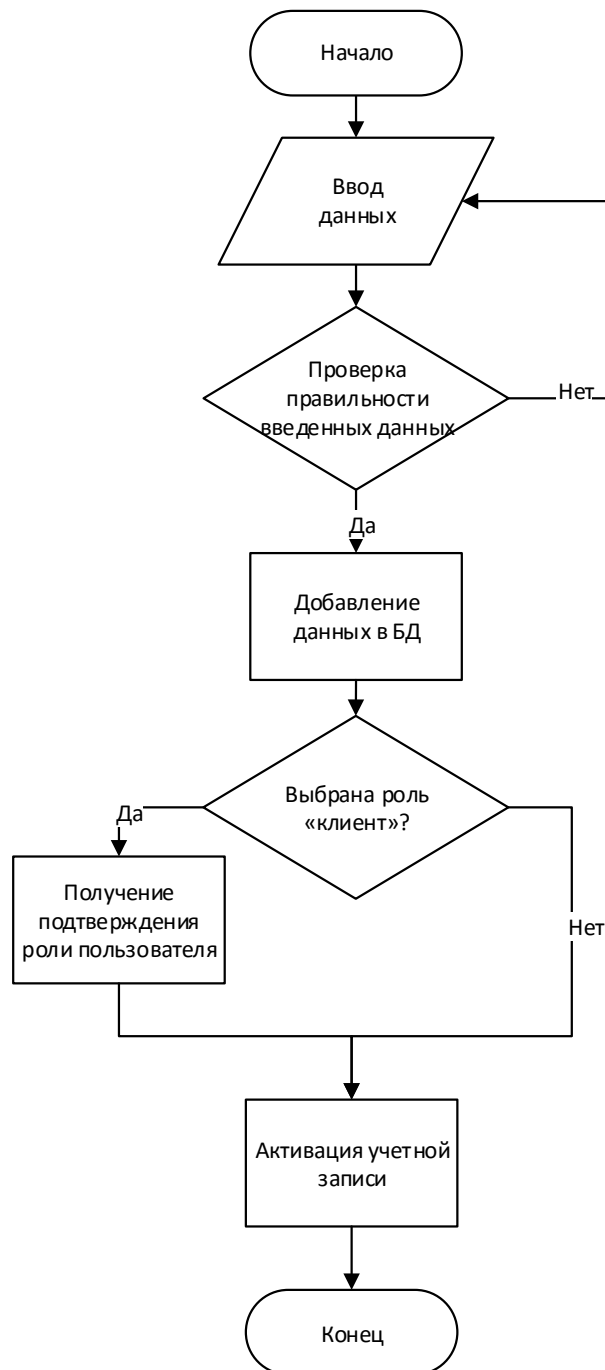 Начало
Ввод
данных
Проверка
правильности
введенных данных
Нет
Да
Добавление
данных в БД
Выбрана роль
«клиент»?
Да
Получение
подтверждения
роли пользователя
Нет
Активация учетной
записи
Конец